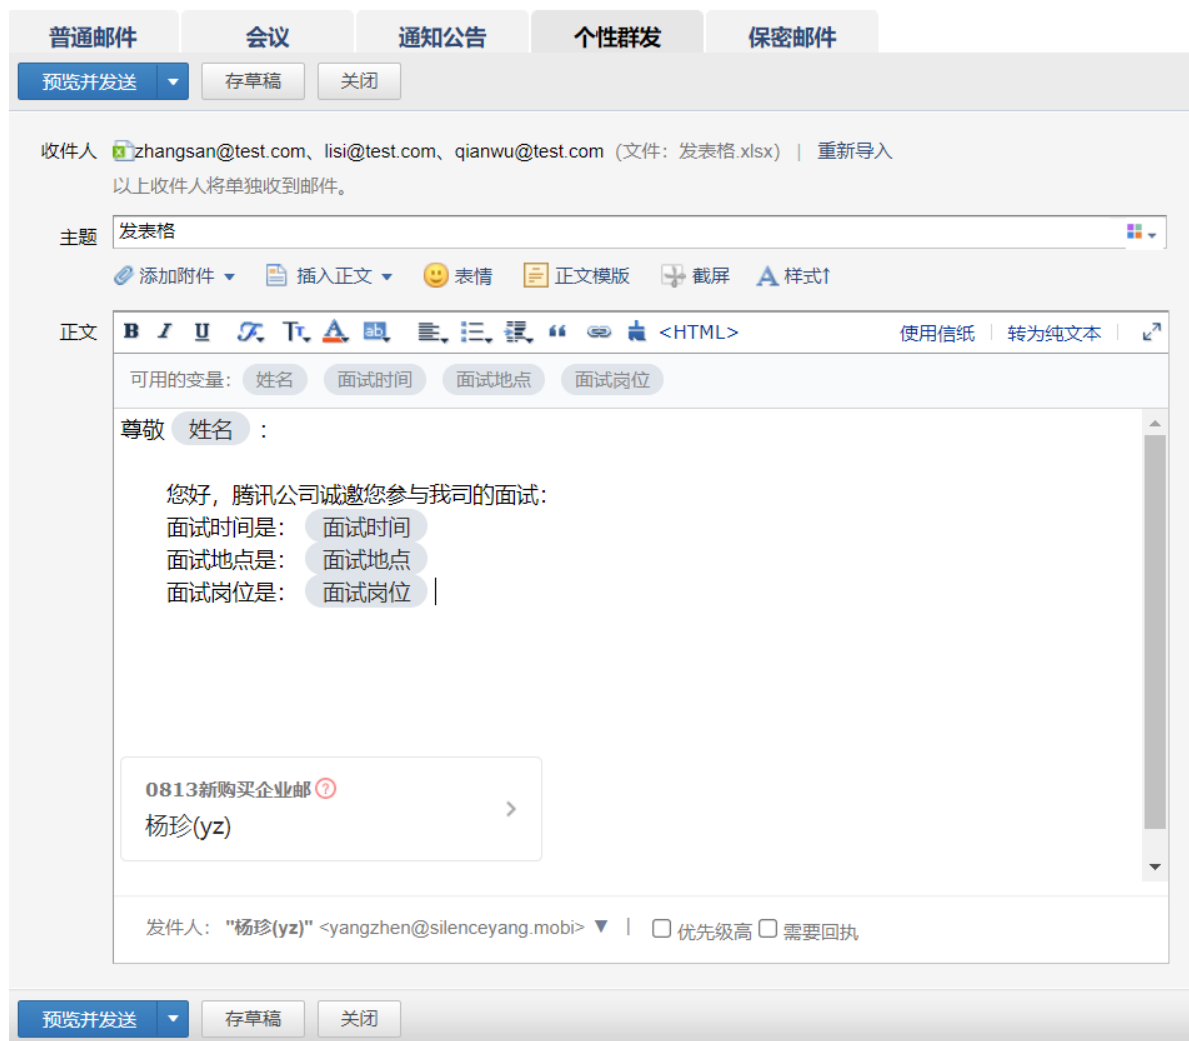 普通邮件 会议 通知公告 个性群发 保密邮件
预览并发送 存草稿 关闭
收件人 zhangsan@test.com、lisi@test.com、qianwu@test.com (文件：发表格.xlsx) | 重新导入
以上收件人将单独收到邮件。
主题 发表格
添加附件 插入正文 表情 正文模版 截屏 样式↑
正文 B I U <HTML> 使用信纸 | 转为纯文本 |
可用的变量： 姓名 面试时间 面试地点 面试岗位
尊敬 姓名 ：
您好，腾讯公司诚邀您参与我司的面试：
面试时间是： 面试时间
面试地点是： 面试地点
面试岗位是： 面试岗位
0813新购买企业邮?
杨珍(yz)
发件人： "杨珍(yz)" <yangzhen@silenceyang.mobi> | 优先级高 需要回执
预览并发送 存草稿 关闭